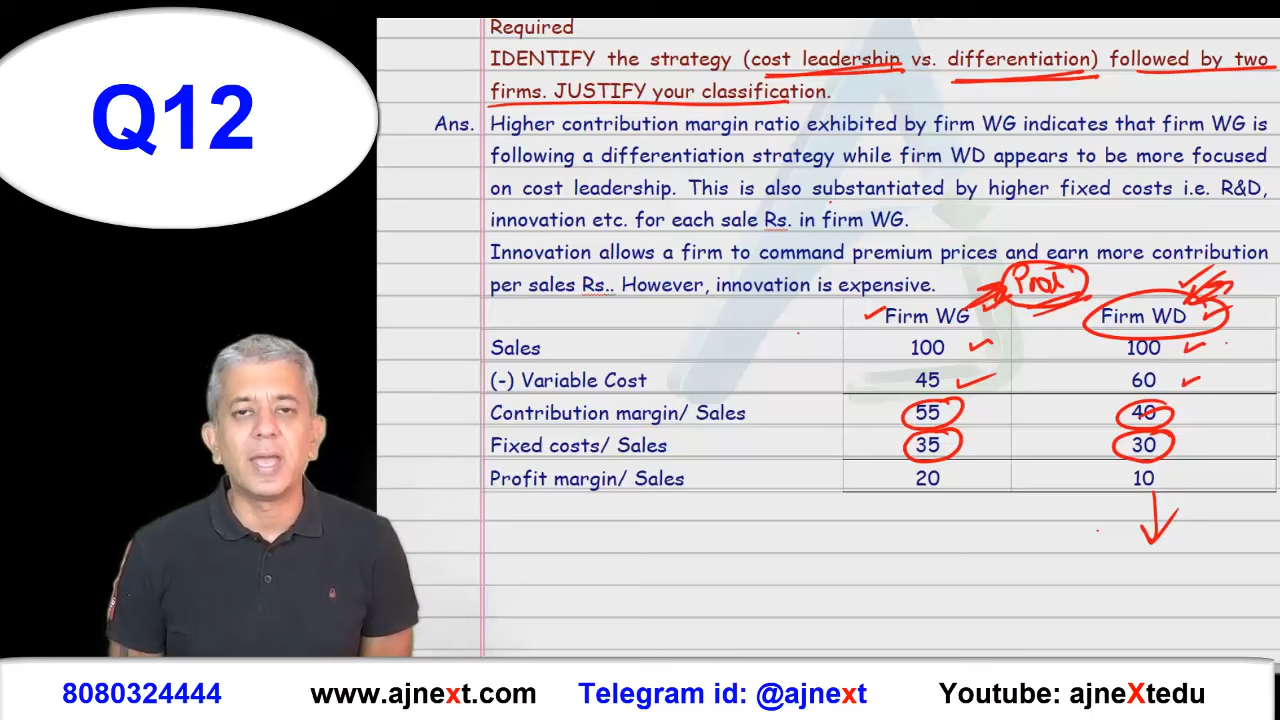 Q12
Required
IDENTIFY the strategy (cost leadership vs. differentiation) followed by two
firms. JUSTIFY your classification.
Ans. Higher contribution margin ratio exhibited by firm WG indicates that firm WG is
following a differentiation strategy while firm WD appears to be more focused
on cost leadership. This is also substantiated by higher fixed costs i.e. R&D,
innovation etc. for each sale Rs. in firm WG.
Innovation allows a firm to command premium prices and earn more contribution
per sales Rs.. However, innovation is expensive.
Firm WG Firm WD
Sales 100 100
(-) Variable Cost 45 60
Contribution margin/ Sales 55 40
Fixed costs/ Sales 35 30
Profit margin/ Sales 20 10
8080324444 www.ajnext.com Telegram id: @ajnext Youtube: ajneXtedu